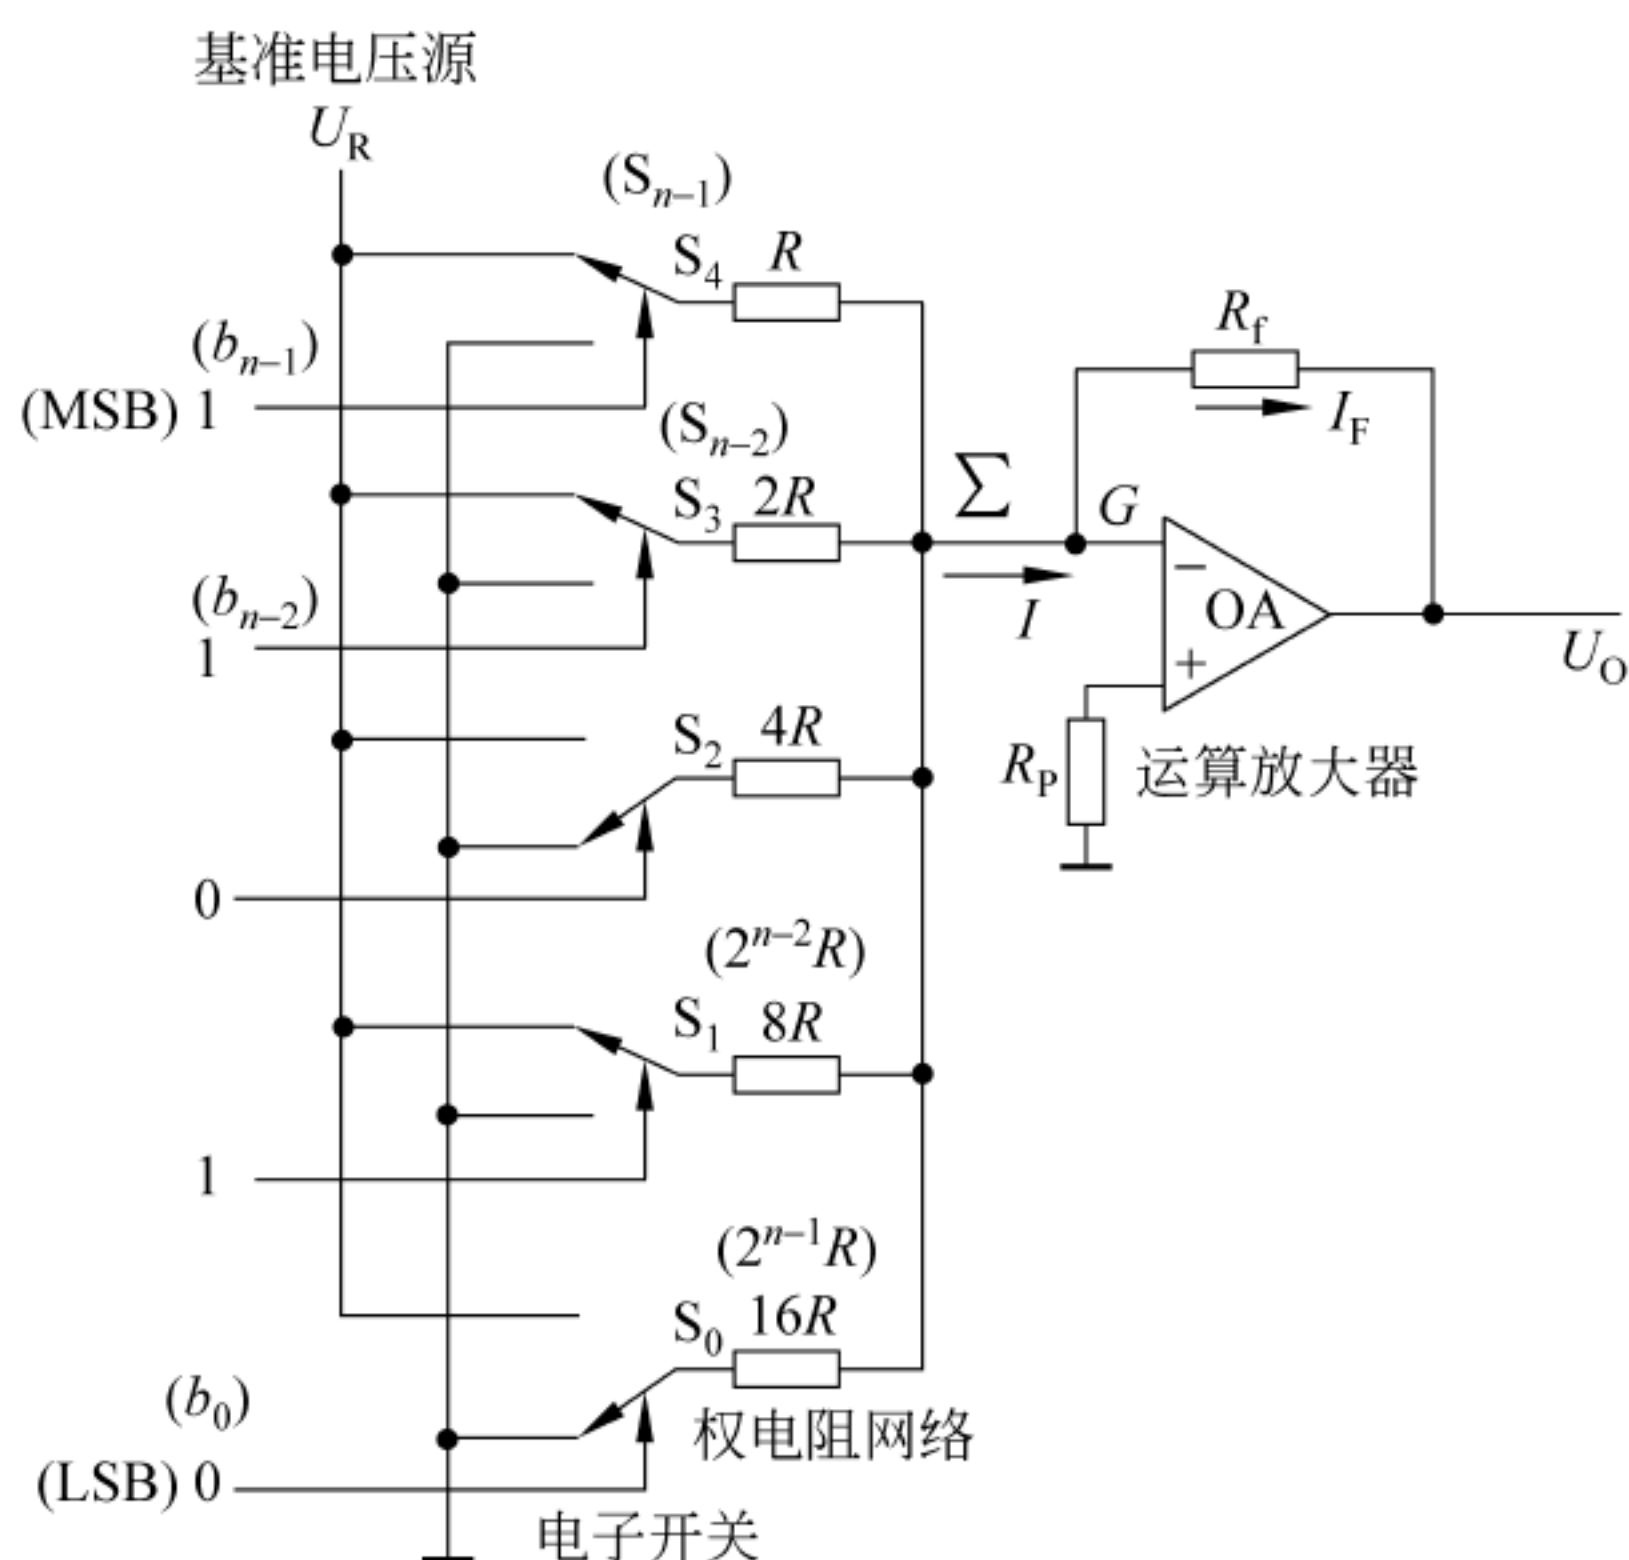 基准电压源
U_R
(S_{n-1})
S_4 R
(b_{n-1})
(MSB) 1
R_f
I_F
(S_{n-2})
S_3 2R
∑
G
I
−
OA
+
U_O
(b_{n-2})
1
S_2 4R
R_P
运算放大器
0
(2^{n-2}R)
S_1 8R
1
(2^{n-1}R)
S_0 16R
(b_0)
权电阻网络
(LSB) 0
电子开关